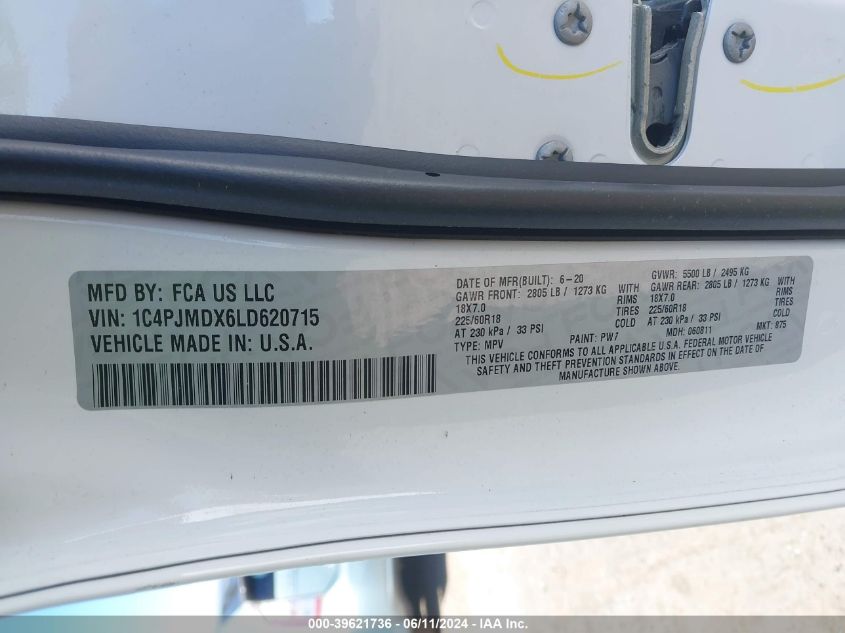 MFD BY: FCA US LLC
VIN: 1C4PJMDX6LD620715
VEHICLE MADE IN: U.S.A.
DATE OF MFR(BUILT): 6-20 GVWR: 5500 LB / 2495 KG
GAWR FRONT: 2805 LB / 1273 KG WITH GAWR REAR: 2805 LB / 1273 KG WITH
18X7.0 RIMS 18X7.0 RIMS
225/60R18 TIRES 225/60R18 TIRES
AT 230 kPa / 33 PSI COLD AT 230 kPa / 33 PSI COLD
TYPE: MPV PAINT: PW7 MDH: 060811 MKT: 875
THIS VEHICLE CONFORMS TO ALL APPLICABLE U.S.A. FEDERAL MOTOR VEHICLE
SAFETY AND THEFT PREVENTION STANDARDS IN EFFECT ON THE DATE OF
MANUFACTURE SHOWN ABOVE.
000-39621736 - 06/11/2024 - IAA Inc.